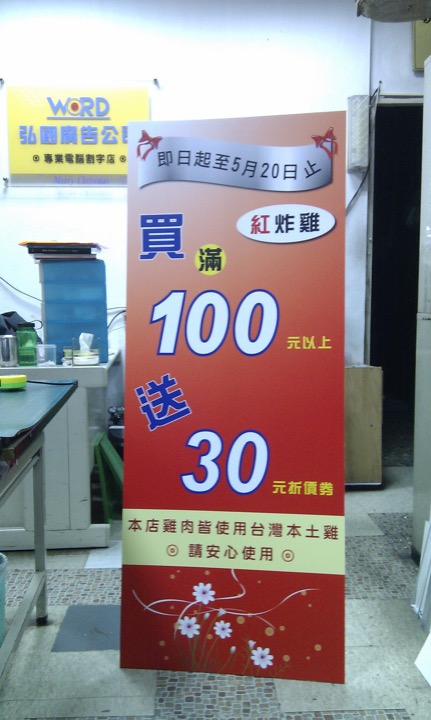 WORD
弘圓廣告公司
專業電腦割字店
Merry Christmas
即日起至5月20日止
紅炸雞
買滿
100
元以上
送
30
元折價券
本店雞肉皆使用台灣本土雞
◎ 請安心使用 ◎